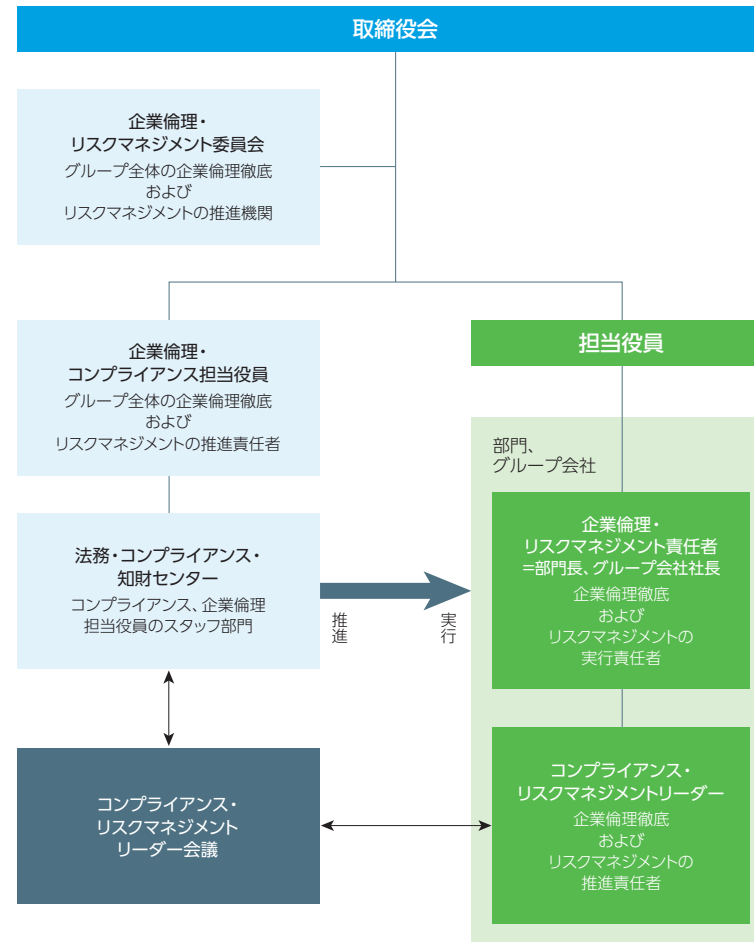 取締役会
企業倫理・
リスクマネジメント委員会
グループ全体の企業倫理徹底
および
リスクマネジメントの推進機関
企業倫理・
コンプライアンス担当役員
グループ全体の企業倫理徹底
および
リスクマネジメントの推進責任者
担当役員
部門、
グループ会社
法務・コンプライアンス・
知財センター
コンプライアンス、企業倫理
担当役員のスタッフ部門
推進
実行
企業倫理・
リスクマネジメント責任者
=部門長、グループ会社社長
企業倫理徹底
および
リスクマネジメントの
実行責任者
コンプライアンス・
リスクマネジメント
リーダー会議
コンプライアンス・
リスクマネジメントリーダー
企業倫理徹底
および
リスクマネジメントの
推進責任者